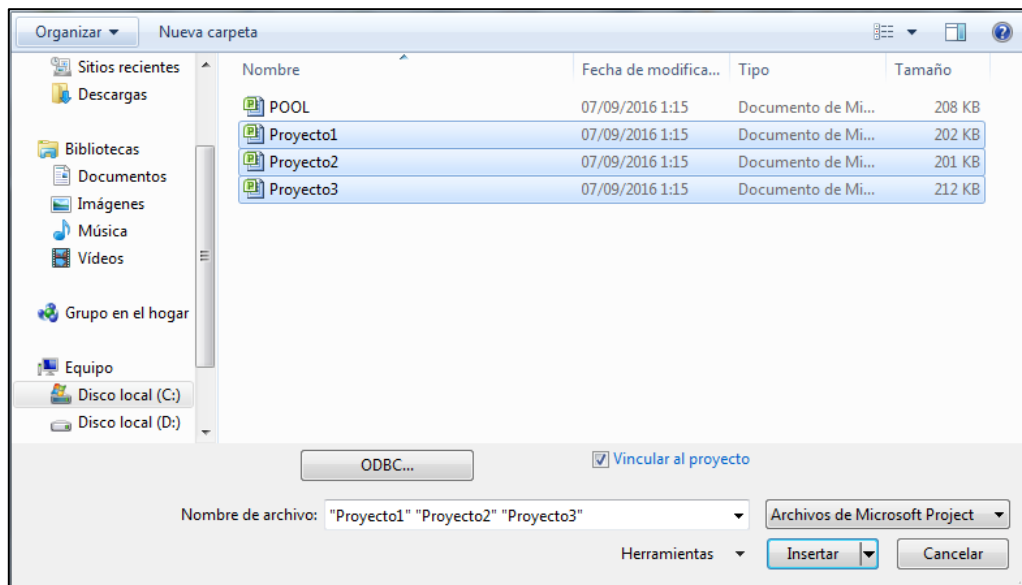 Organizar Nueva carpeta
Sitios recientes
Descargas
Bibliotecas
Documentos
Imágenes
Música
Vídeos
Grupo en el hogar
Equipo
Disco local (C:)
Disco local (D:)
Nombre Fecha de modifica... Tipo Tamaño
POOL 07/09/2016 1:15 Documento de Mi... 208 KB
Proyecto1 07/09/2016 1:15 Documento de Mi... 202 KB
Proyecto2 07/09/2016 1:15 Documento de Mi... 201 KB
Proyecto3 07/09/2016 1:15 Documento de Mi... 212 KB
ODBC... Vincular al proyecto
Nombre de archivo: "Proyecto1" "Proyecto2" "Proyecto3" Archivos de Microsoft Project
Herramientas Insertar Cancelar